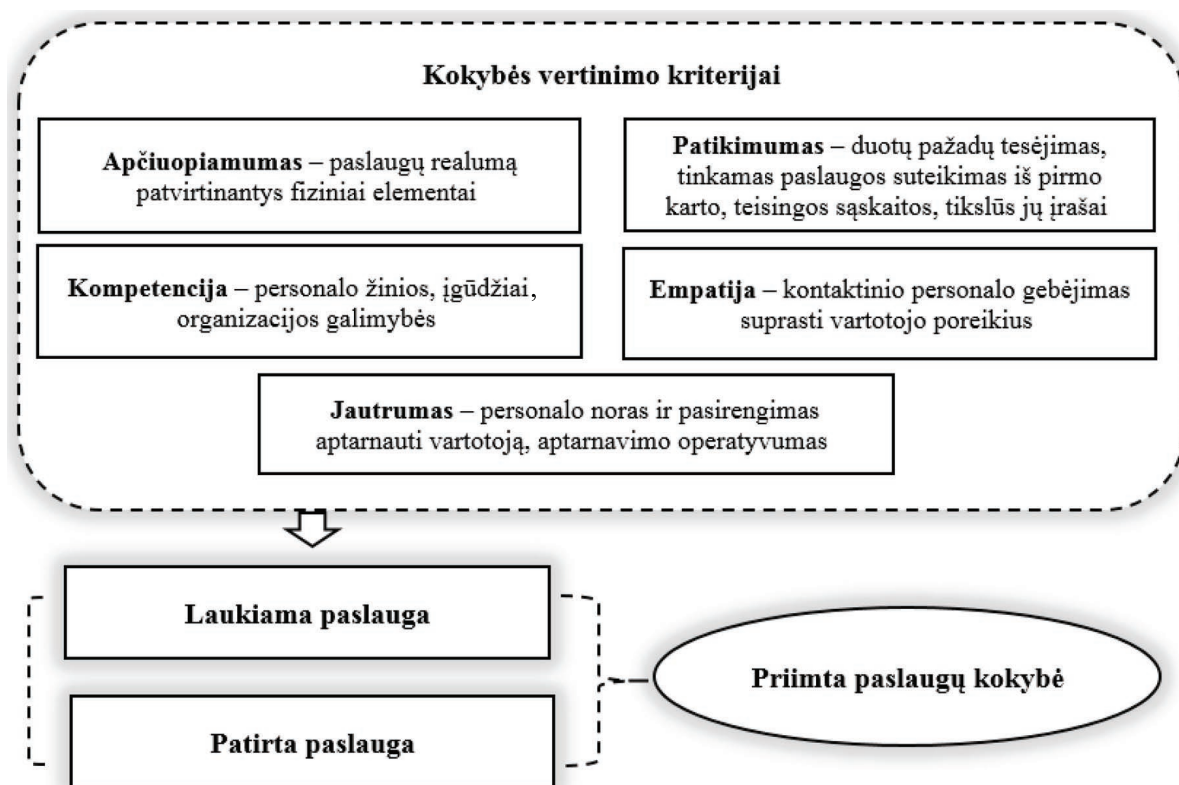 Kokybės vertinimo kriterijai
Apčiuopiamumas – paslaugų realumą
patvirtinantys fiziniai elementai
Patikimumas – duotų pažadų tesėjimas,
tinkamas paslaugos suteikimas iš pirmo
karto, teisingos sąskaitos, tikslūs jų įrašai
Kompetencija – personalo žinios, įgūdžiai,
organizacijos galimybės
Empatija – kontaktinio personalo gebėjimas
suprasti vartotojo poreikius
Jautrumas – personalo noras ir pasirengimas
aptarnauti vartotoją, aptarnavimo operatyvumas
Laukiama paslauga
Patirta paslauga
Priimta paslaugų kokybė